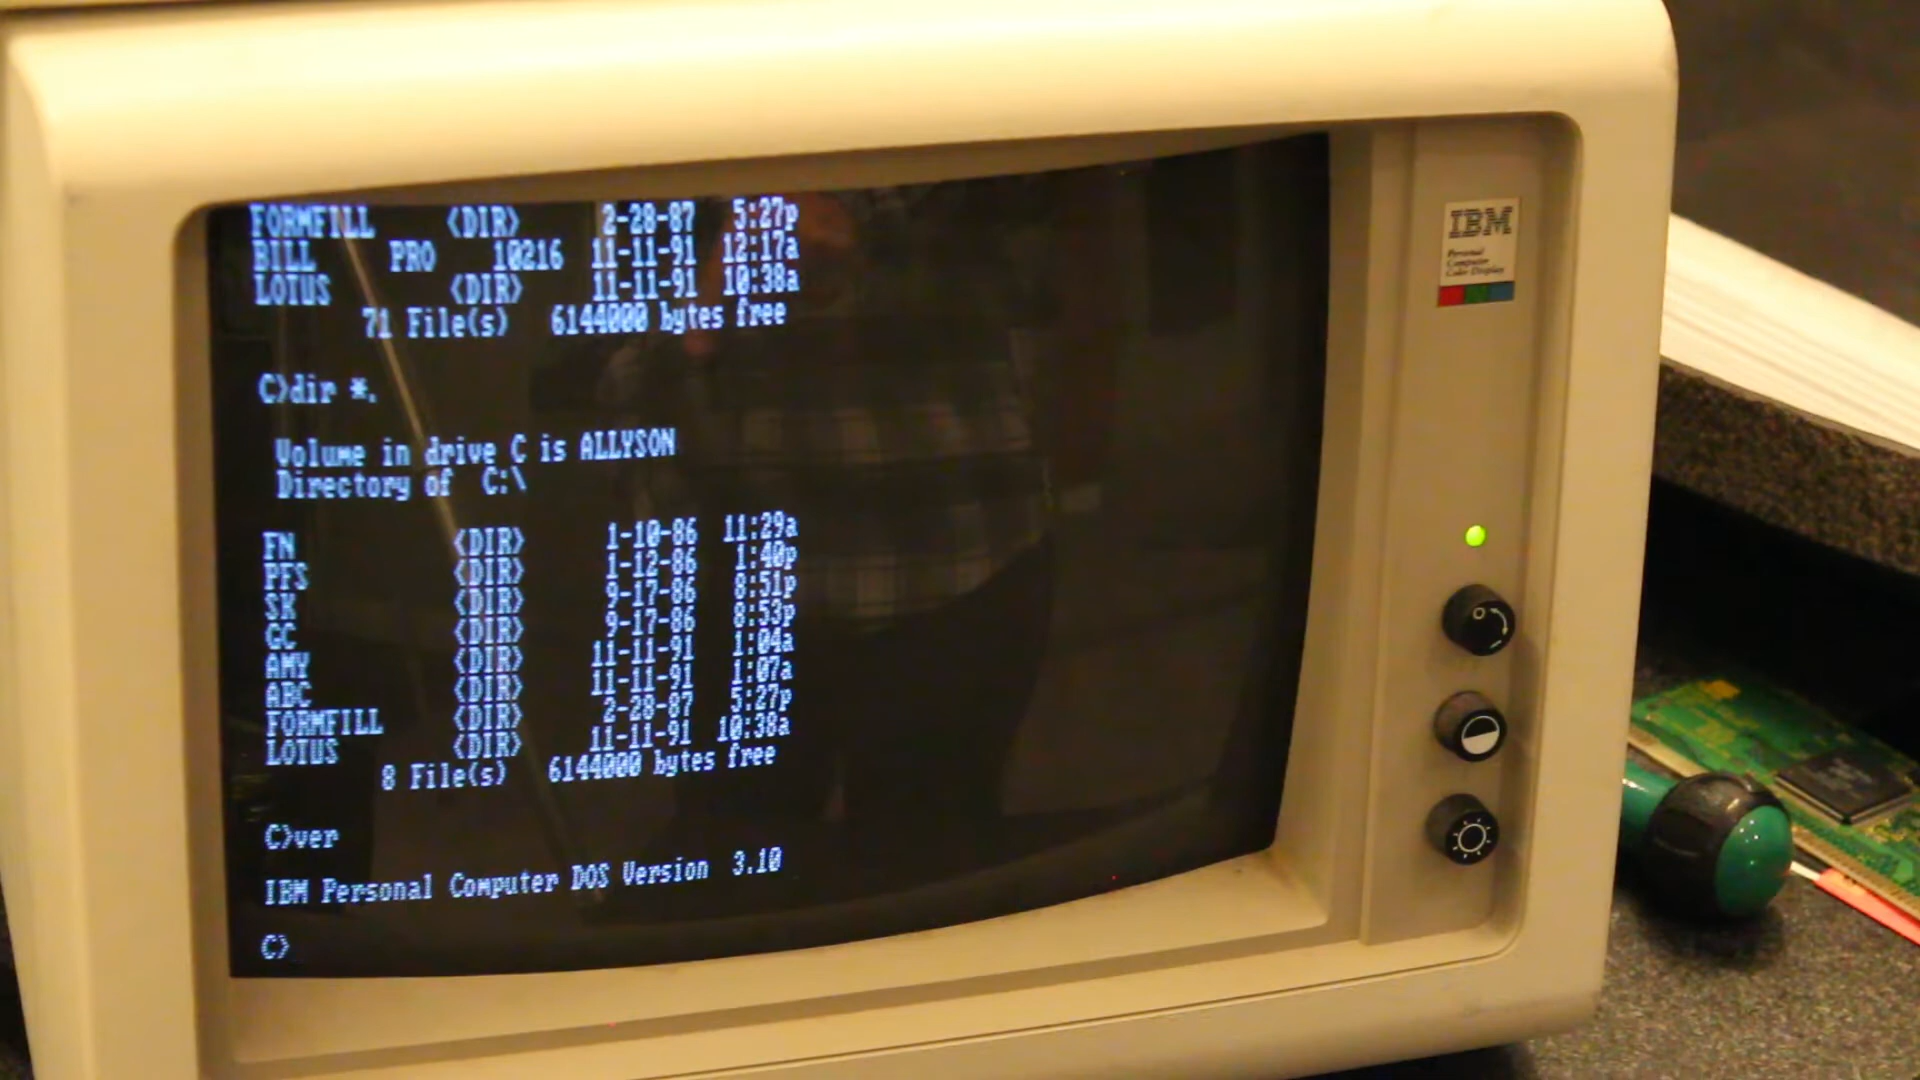 FORMFILL <DIR> 2-28-87 5:27p
BILL PRO 10216 11-11-91 12:17a
LOTUS <DIR> 11-11-91 10:38a
71 File(s) 6144000 bytes free
C>dir *.
Volume in drive C is ALLYSON
Directory of C:\
FN <DIR> 1-10-86 11:29a
PFS <DIR> 1-12-86 1:40p
SK <DIR> 9-17-86 8:51p
GC <DIR> 9-17-86 8:53p
AMY <DIR> 11-11-91 1:04a
ABC <DIR> 11-11-91 1:07a
FORMFILL <DIR> 2-28-87 5:27p
LOTUS <DIR> 11-11-91 10:38a
8 File(s) 6144000 bytes free
C>ver
IBM Personal Computer DOS Version 3.10
C>
IBM
Personal
Computer
Color Display